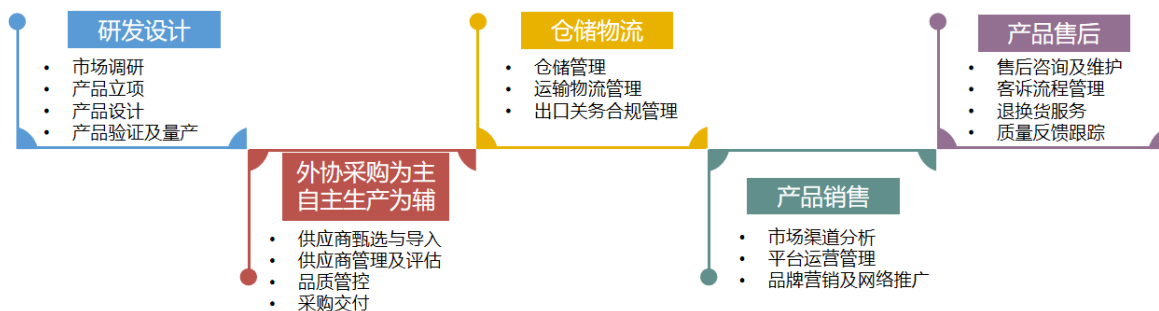 研发设计
• 市场调研
• 产品立项
• 产品设计
• 产品验证及量产
外协采购为主
自主生产为辅
• 供应商甄选与导入
• 供应商管理及评估
• 品质管控
• 采购交付
仓储物流
• 仓储管理
• 运输物流管理
• 出口关务合规管理
产品销售
• 市场渠道分析
• 平台运营管理
• 品牌营销及网络推广
产品售后
• 售后咨询及维护
• 客诉流程管理
• 退换货服务
• 质量反馈跟踪